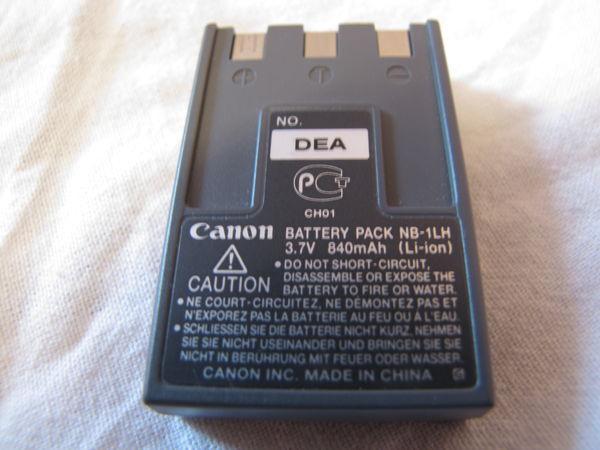 NO.
DEA
PCT
CH01
Canon BATTERY PACK NB-1LH
3.7V 840mAh (Li-ion)
CAUTION
• DO NOT SHORT-CIRCUIT,
DISASSEMBLE OR EXPOSE THE
BATTERY TO FIRE OR WATER.
• NE COURT-CIRCUITEZ, NE DÉMONTEZ PAS ET
N'EXPOREZ PAS LA BATTERIE AU FEU OU À L'EAU.
• SCHLIESSEN SIE DIE BATTERIE NICHT KURZ, NEHMEN
SIE SIE NICHT USEINANDER UND BRINGEN SIE SIE
NICHT IN BERÜHRUNG MIT FEUER ODER WASSER.
CANON INC. MADE IN CHINA